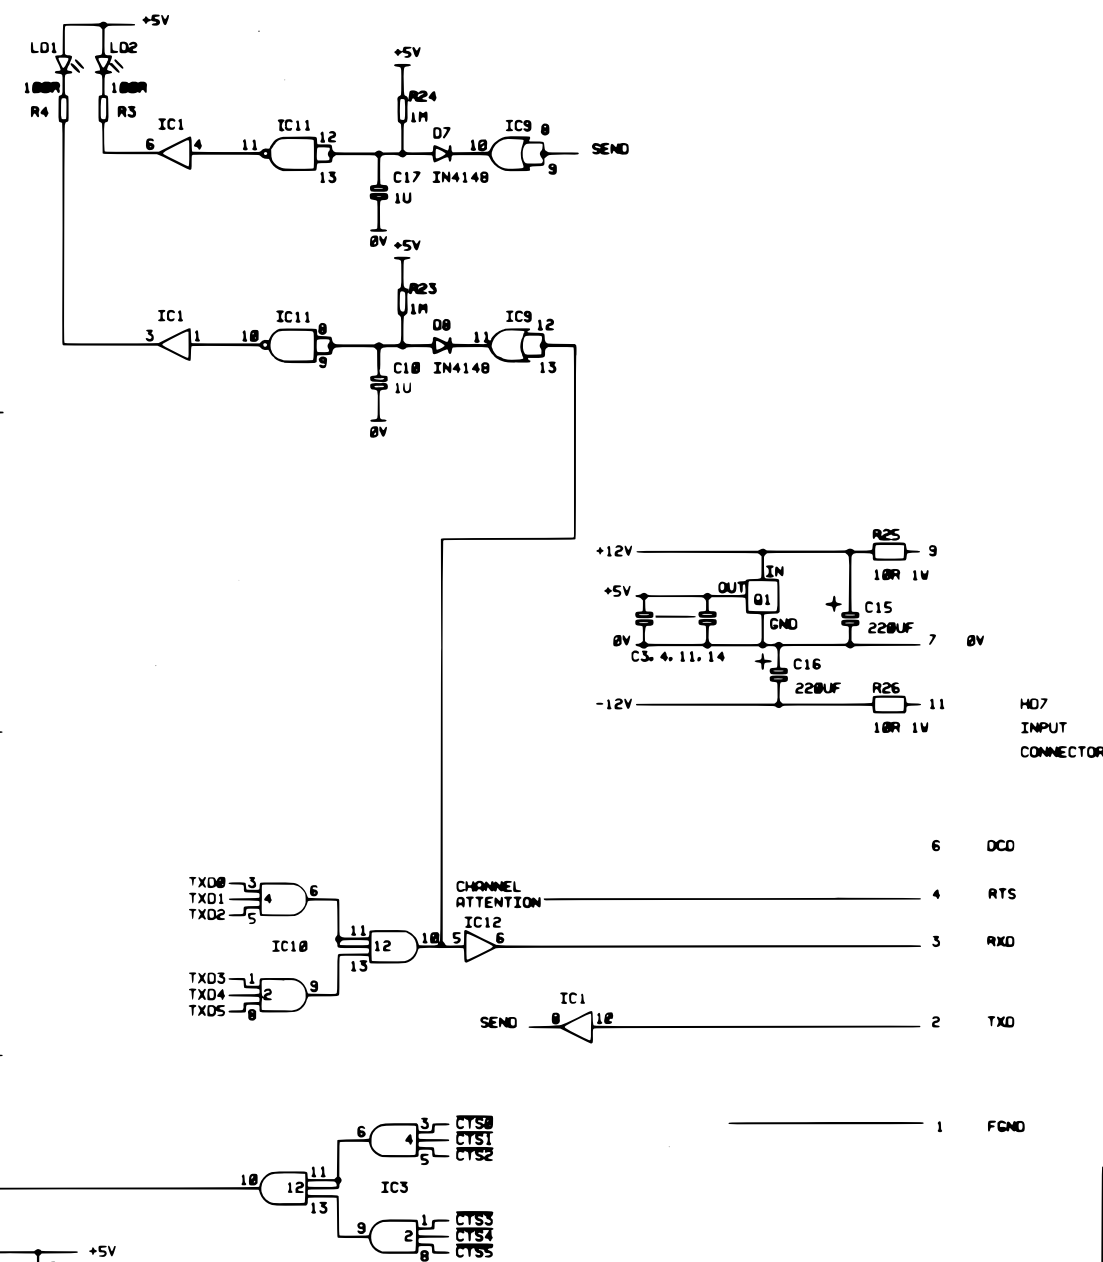 +5V
LD1
LD2
100R
100R
R4
R3
+5V
R24
1M
IC1
6
4
IC11
11
12
13
D7
IN4148
10
IC9
8
9
SEND
C17
1U
0V
+5V
R23
1M
IC1
3
1
IC11
10
8
9
D8
IN4148
11
IC9
12
13
C18
1U
0V
+12V
R25
9
10R 1W
IN
OUT
+5V
Q1
GND
+
C15
220UF
0V
7
0V
C3. 4. 11. 14
+
C16
220UF
-12V
R26
11
10R 1W
HD7
INPUT
CONNECTOR
6
DCD
CHANNEL
ATTENTION
4
RTS
TXD0
3
TXD1
4
TXD2
5
6
IC10
11
12
13
10
IC12
5
6
3
RXD
TXD3
1
TXD4
2
TXD5
8
9
SEND
IC1
8
10
2
TXD
1
FGND
6
3
CTS0
4
CTS1
5
CTS2
10
11
12
13
IC3
9
1
CTS3
2
CTS4
8
CTS5
+5V